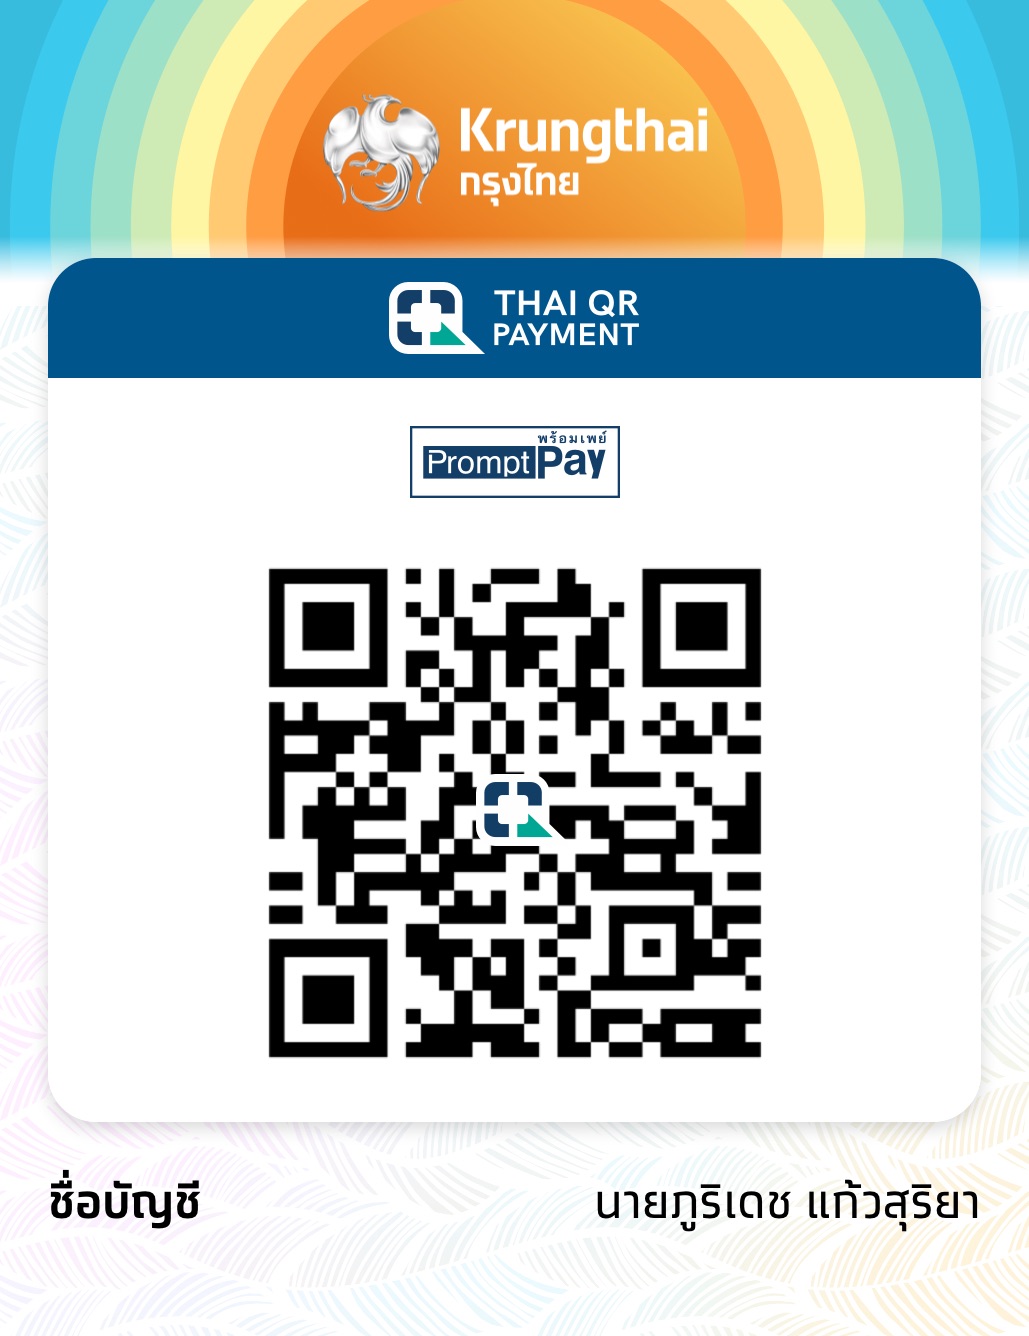 Krungthai
กรุงไทย
THAI QR
PAYMENT
พร้อมเพย์
PromptPay
ชื่อบัญชี นายภูริเดช แก้วสุริยา